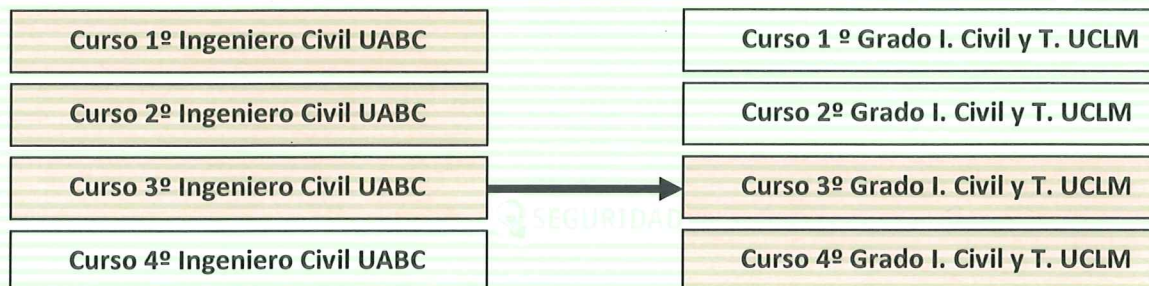 Curso 1º Ingeniero Civil UABC
Curso 1 º Grado I. Civil y T. UCLM
Curso 2º Ingeniero Civil UABC
Curso 2º Grado I. Civil y T. UCLM
Curso 3º Ingeniero Civil UABC
Curso 3º Grado I. Civil y T. UCLM
SEGURIDAD
Curso 4º Ingeniero Civil UABC
Curso 4º Grado I. Civil y T. UCLM